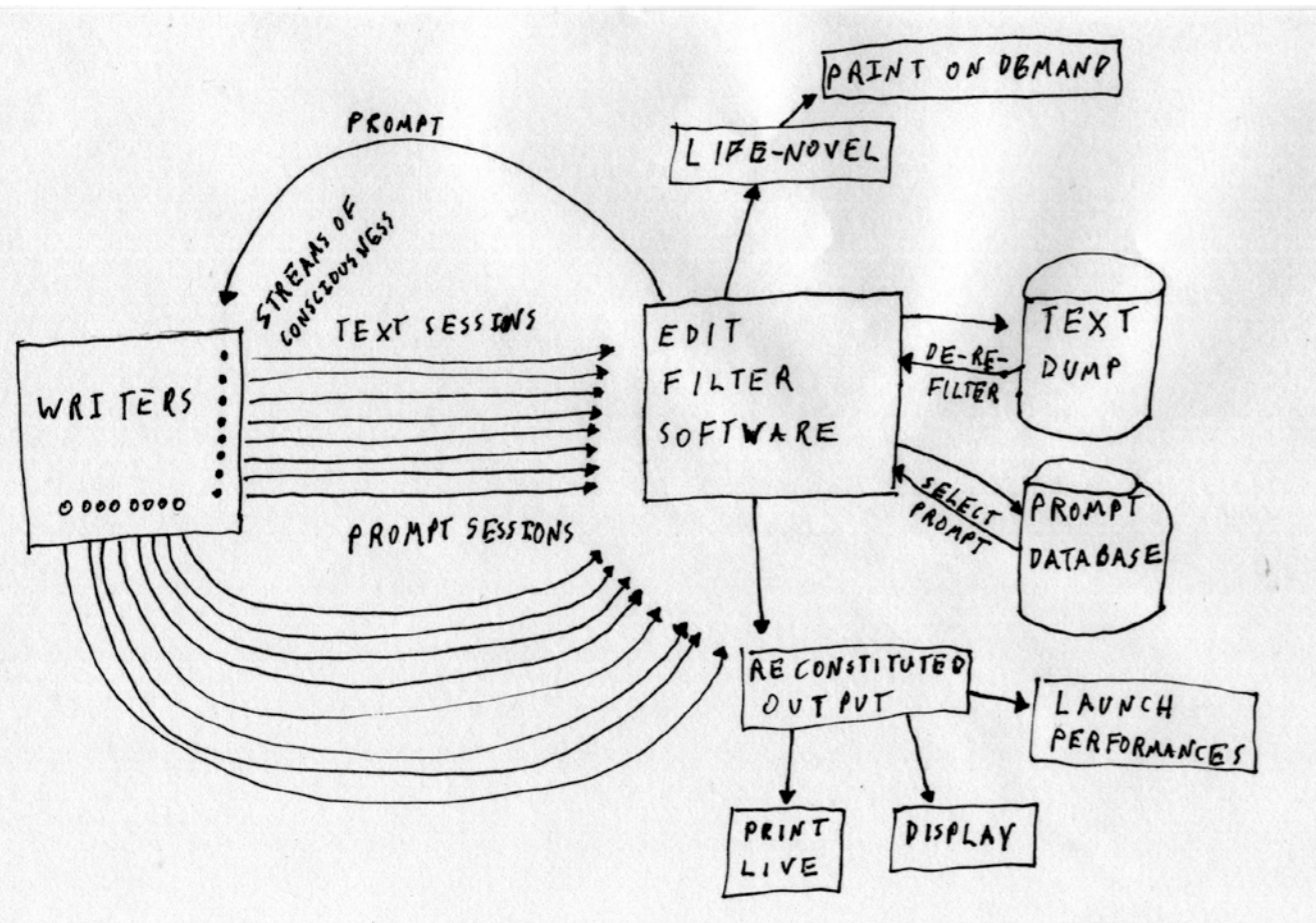 PRINT ON DEMAND
PROMPT
LIFE-NOVEL
STREAMS OF
CONSCIOUSNESS
TEXT SESSIONS
WRITERS
EDIT
FILTER
SOFTWARE
DE-RE-
FILTER
TEXT
DUMP
PROMPT SESSIONS
SELECT
PROMPT
PROMPT
DATABASE
RECONSTITUTED
OUTPUT
LAUNCH
PERFORMANCES
PRINT
LIVE
DISPLAY